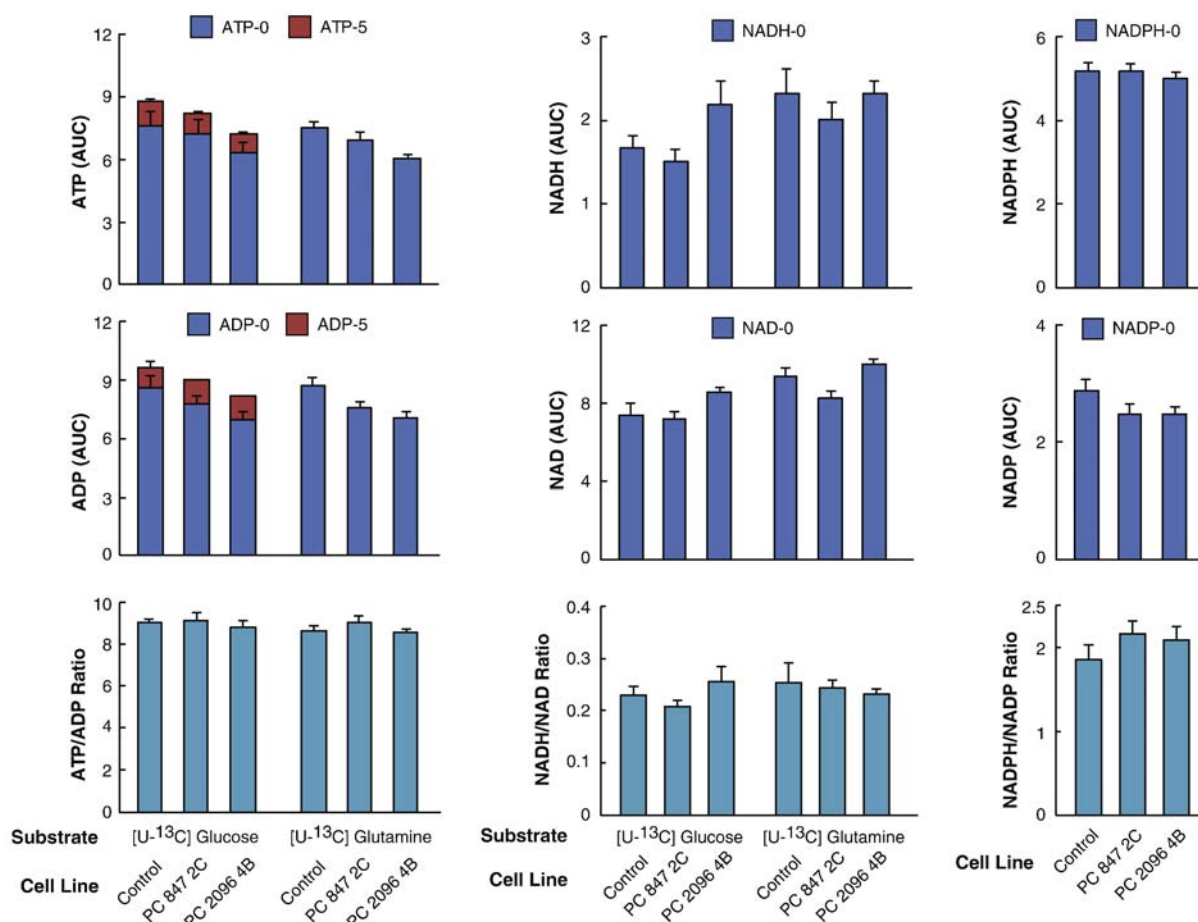 ATP-0 ATP-5
ATP (AUC)
12
9
6
3
0
NADH-0
NADH (AUC)
3
2
1
0
NADPH-0
NADPH (AUC)
6
4
2
0
ADP-0 ADP-5
ADP (AUC)
12
9
6
3
0
NAD-0
NAD (AUC)
12
8
4
0
NADP-0
NADP (AUC)
4
2
0
ATP/ADP Ratio
10
8
6
4
2
0
NADH/NAD Ratio
0.4
0.3
0.2
0.1
0
NADPH/NADP Ratio
2.5
2
1.5
1
0
Substrate [U-13C] Glucose [U-13C] Glutamine
Cell Line Control PC 847 2C PC 2096 4B Control PC 847 2C PC 2096 4B
Substrate [U-13C] Glucose [U-13C] Glutamine
Cell Line Control PC 847 2C PC 2096 4B Control PC 847 2C PC 2096 4B
Cell Line Control PC 847 2C PC 2096 4B